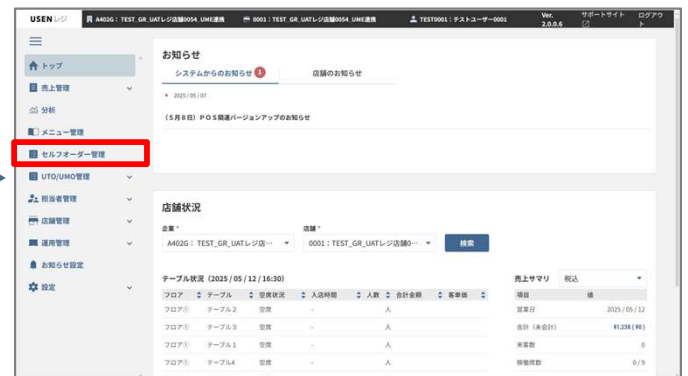 USENレジ A402G : TEST_GR_UATレジ店舗0054_UME連携 0001 : TEST_GR_UATレジ店舗0054_UME連携 TEST0001 : テストユーザー0001 Ver. 2.0.0.6 サポートサイト ログアウト
トップ
売上管理
分析
メニュー管理
セルフオーダー管理
UTO/UMO管理
担当者管理
店舗管理
運用管理
お知らせ設定
設定
お知らせ
システムからのお知らせ 1 店舗のお知らせ
2025/05/07
(5月8日) POS関連バージョンアップのお知らせ
店舗状況
企業 * 店舗 *
A402G : TEST_GR_UATレジ店… 0001 : TEST_GR_UATレジ店舗0… 検索
テーブル状況 (2025/05/12/16:30)
フロア テーブル 空席状況 入店時間 人数 合計金額 客単価
フロア① テーブル2 空席 - 人
フロア① テーブル3 空席 - 人
フロア① テーブル1 空席 - 人
フロア① テーブル4 空席 - 人
売上サマリ 税込
項目 値
営業日 2025/05/12
合計 (未会計) ¥1,238 (¥0)
来客数 0
稼働席数 0/9